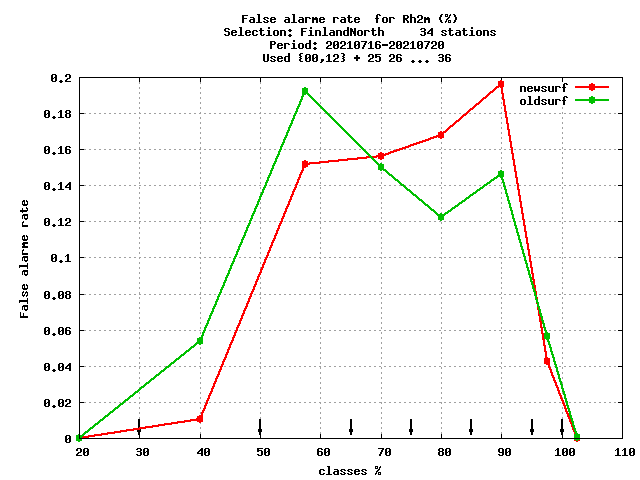 False alarme rate  for Rh2m (%)
Selection: FinlandNorth     34 stations
Period: 20210716-20210720
Used {00,12} + 25 26 ... 36
newsurf
oldsurf
0.2
0.18
0.16
0.14
0.12
0.1
0.08
0.06
0.04
0.02
0
False alarme rate
20 30 40 50 60 70 80 90 100 110
classes %